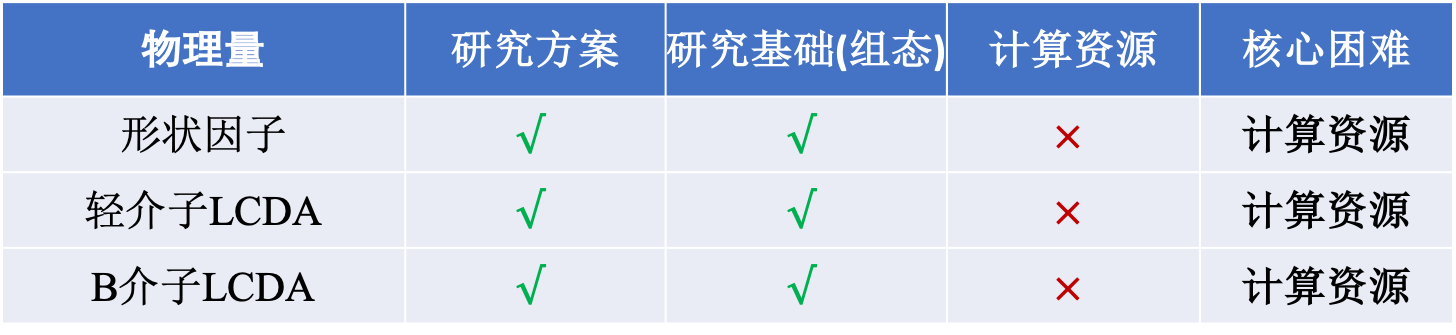 物理量 研究方案 研究基础(组态) 计算资源 核心困难
形状因子 √ √ × 计算资源
轻介子LCDA √ √ × 计算资源
B介子LCDA √ √ × 计算资源